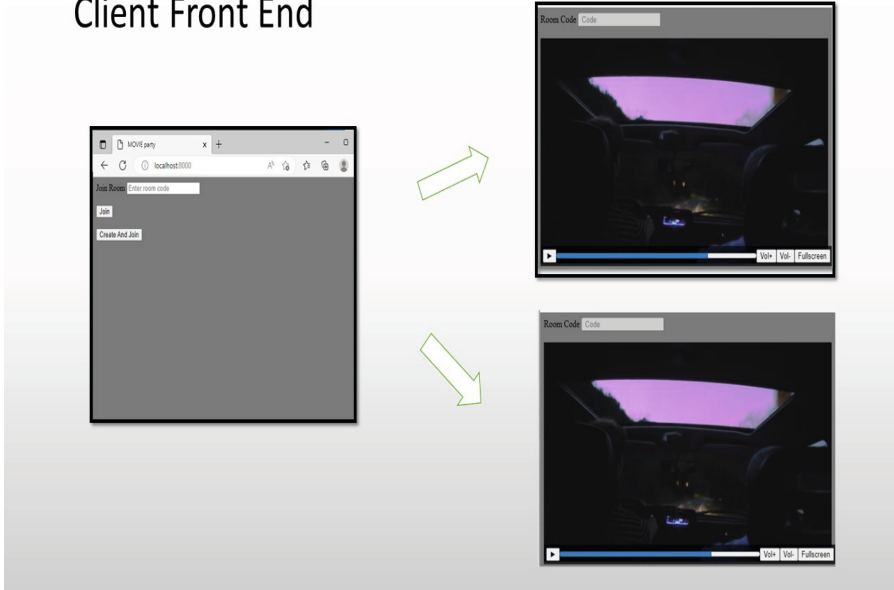 Client Front End
MOVIE party
localhost:8000
Join Room Enter room code
Join
Create And Join
Room Code Code
Vol+ Vol- Fullscreen
Room Code Code
Vol+ Vol- Fullscreen